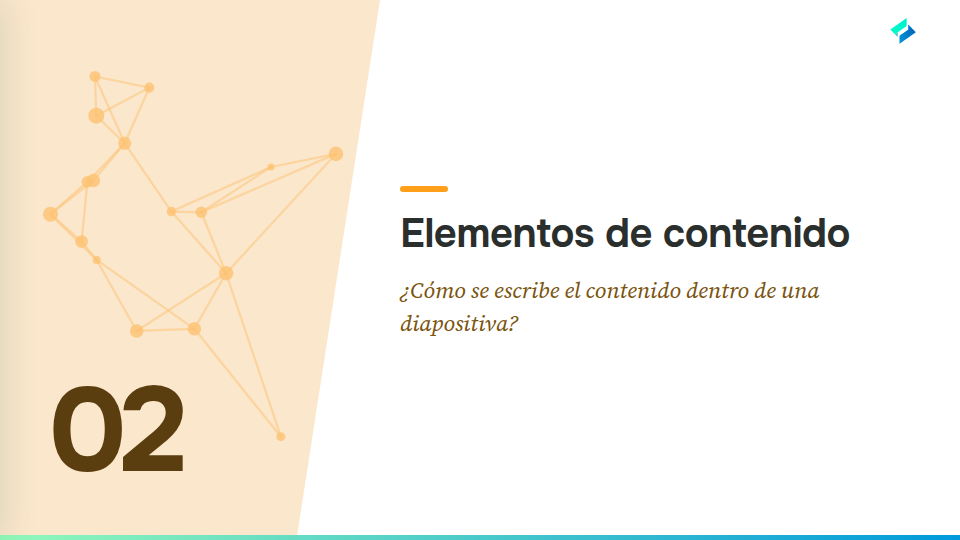 02
Elementos de contenido
¿Cómo se escribe el contenido dentro de una
diapositiva?